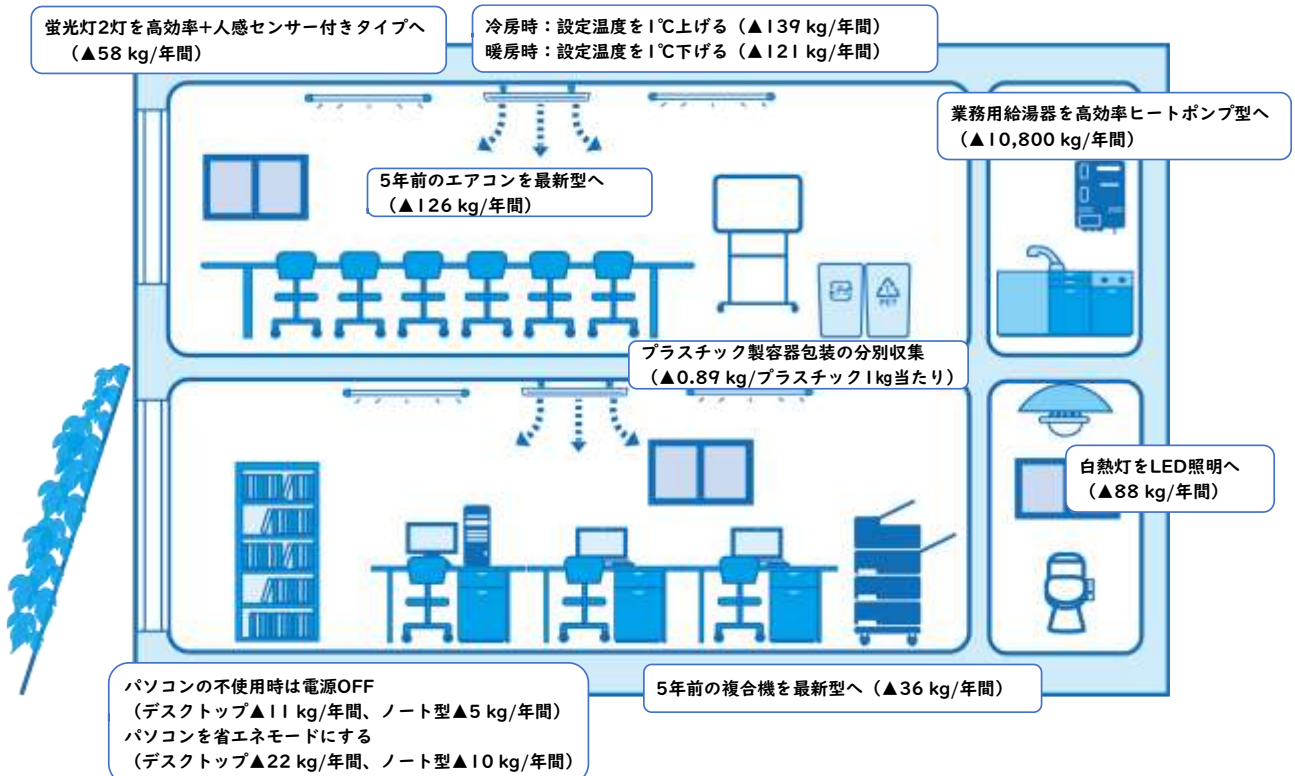 蛍光灯2灯を高効率+人感センサー付きタイプへ
（▲58 kg/年間）
冷房時：設定温度を1℃上げる（▲139 kg/年間）
暖房時：設定温度を1℃下げる（▲121 kg/年間）
業務用給湯器を高効率ヒートポンプ型へ
（▲10,800 kg/年間）
5年前のエアコンを最新型へ
（▲126 kg/年間）
PET
プラスチック製容器包装の分別収集
（▲0.89 kg/プラスチック1kg当たり）
白熱灯をLED照明へ
（▲88 kg/年間）
パソコンの不使用時は電源OFF
（デスクトップ▲11 kg/年間、ノート型▲5 kg/年間）
パソコンを省エネモードにする
（デスクトップ▲22 kg/年間、ノート型▲10 kg/年間）
5年前の複合機を最新型へ（▲36 kg/年間）